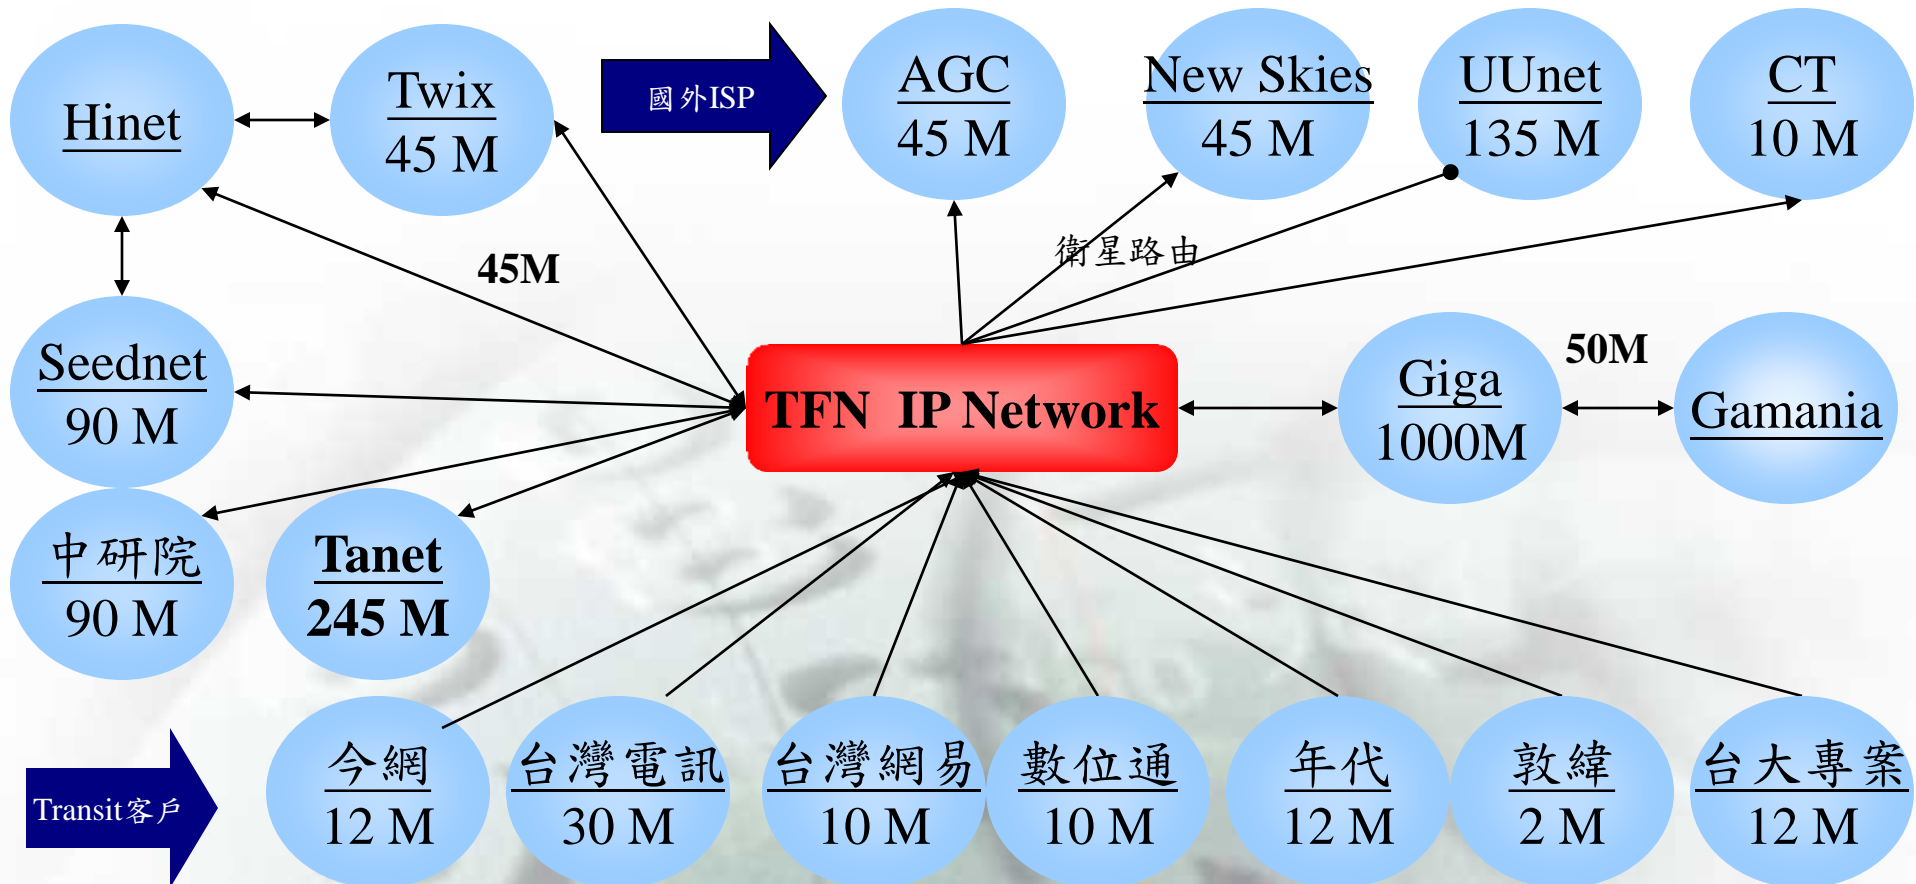 Hinet
Twix
45 M
國外ISP
AGC
45 M
New Skies
45 M
UUnet
135 M
CT
10 M
45M
衛星路由
Seednet
90 M
TFN IP Network
Giga
1000M
50M
Gamania
中研院
90 M
Tanet
245 M
Transit客戶
今網
12 M
台灣電訊
30 M
台灣網易
10 M
數位通
10 M
年代
12 M
敦緯
2 M
台大專案
12 M